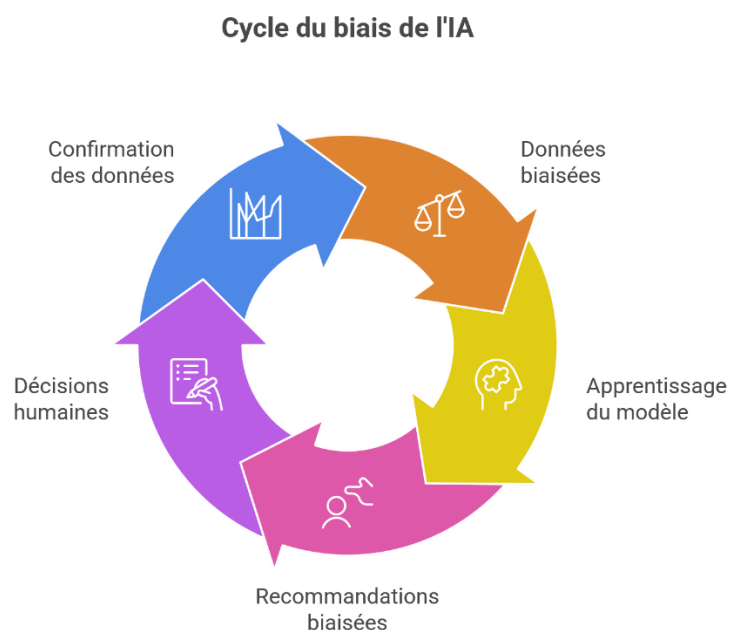 Cycle du biais de l'IA
Données
biaisées
Apprentissage
du modèle
Recommandations
biaisées
Décisions
humaines
Confirmation
des données